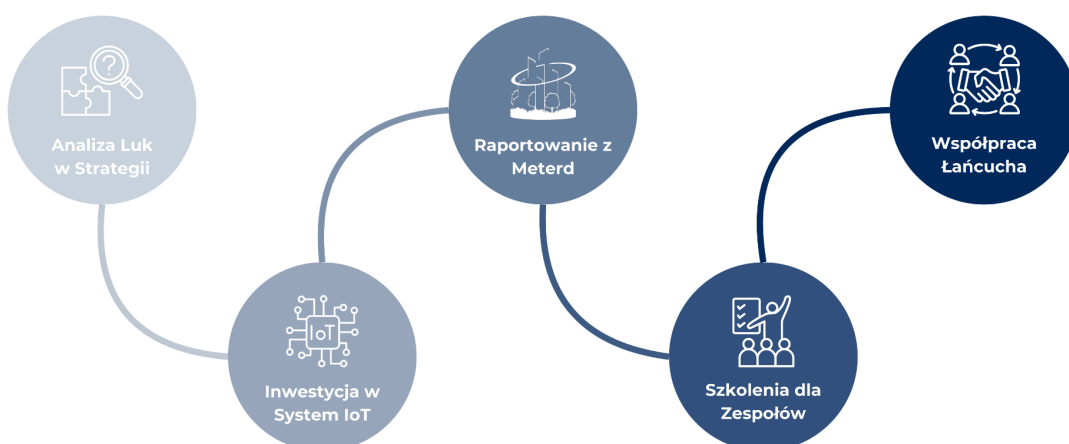 Analiza Luk
w Strategii
?
IoT
Inwestycja w
System IoT
Raportowanie z
Meterd
Szkolenia dla
Zespołów
Współpraca
Łańcucha